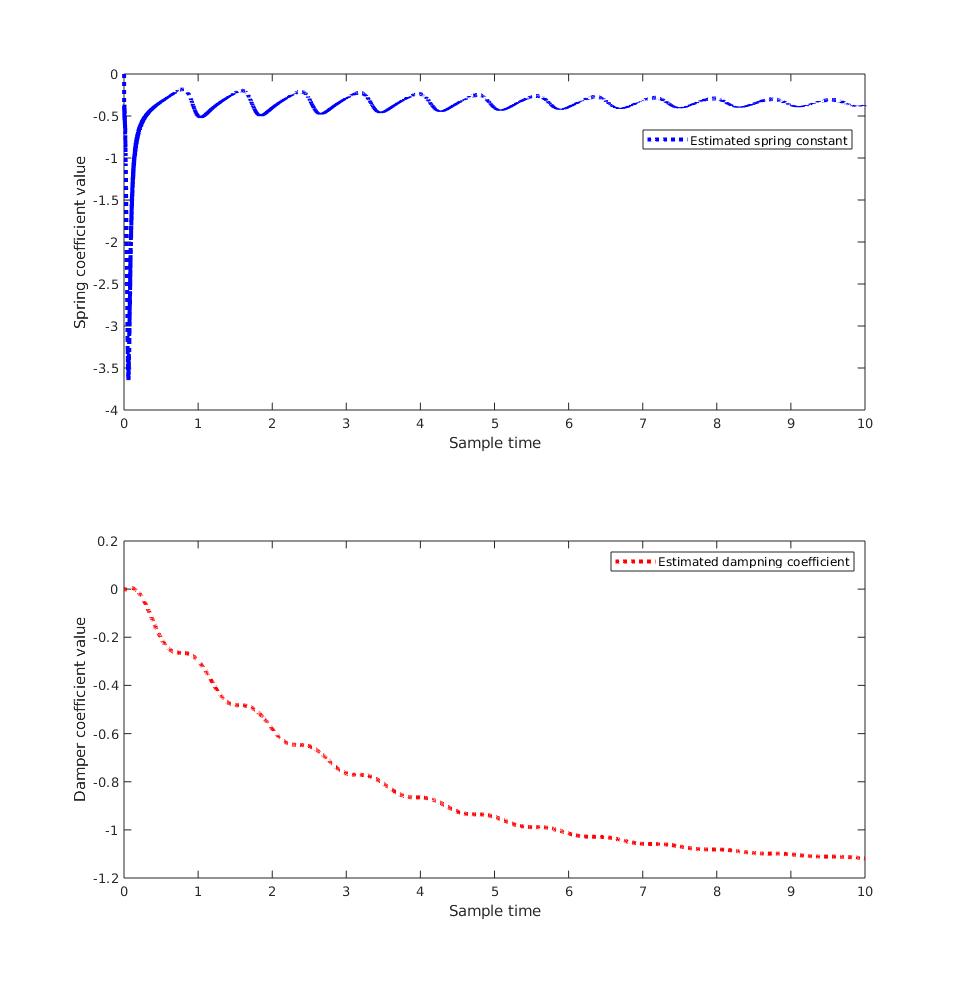 0
-0.5
-1
-1.5
-2
-2.5
-3
-3.5
-4
Spring coefficient value
Estimated spring constant
0 1 2 3 4 5 6 7 8 9 10
Sample time
0.2
0
-0.2
-0.4
-0.6
-0.8
-1
-1.2
Damper coefficient value
Estimated dampning coefficient
0 1 2 3 4 5 6 7 8 9 10
Sample time